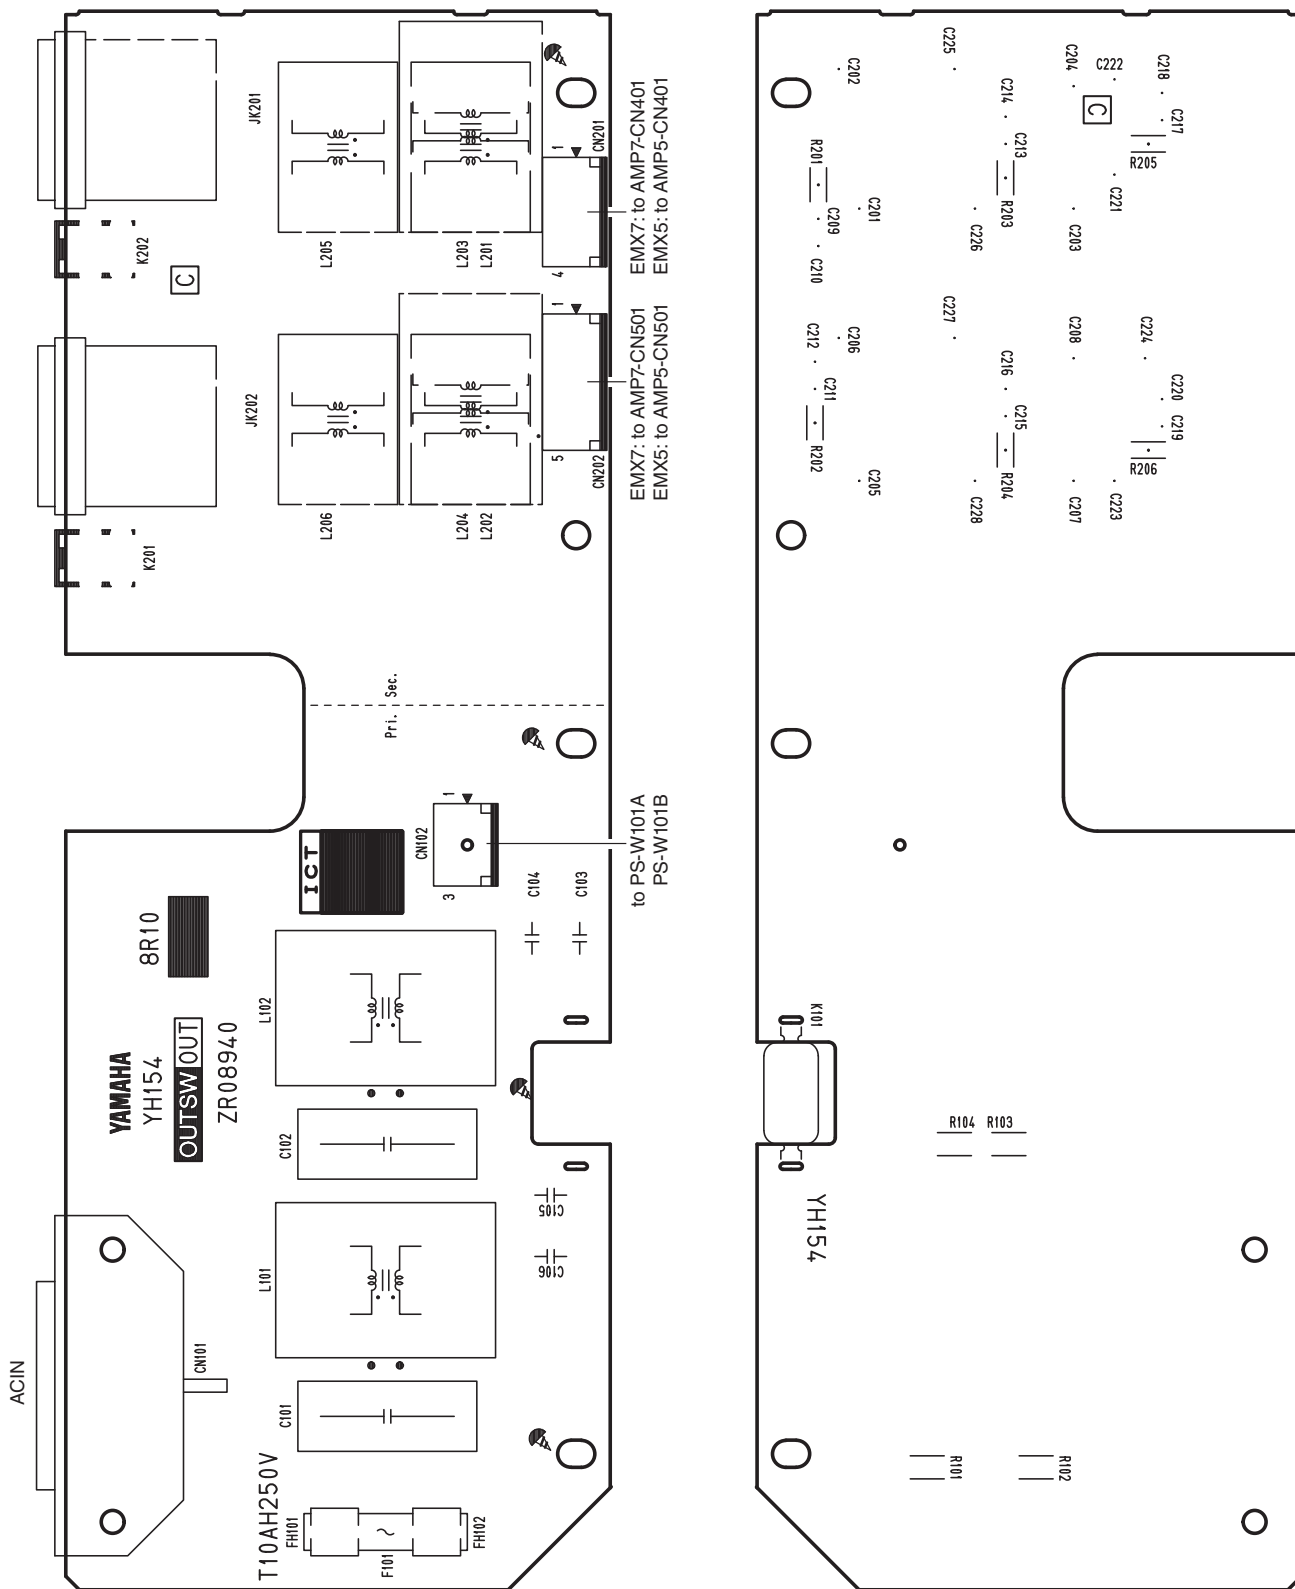 JK201
L205
L203
L201
CN201
1
4
K202
C
EMX7: to AMP7-CN401
EMX5: to AMP5-CN401
JK202
L206
L204
L202
CN202
1
5
K201
EMX7: to AMP7-CN501
EMX5: to AMP5-CN501
Pri.
Sec.
CN102
1
3
ICT
to PS-W101A
PS-W101B
C104
C103
8R10
YAMAHA
YH154
OUTSW OUT
ZR08940
L102
C102
C105
C106
L101
ACIN
CN101
C101
T10AH250V
FH101
F101
FH102
C225
C202
C204
C222
C218
C214
C
C217
R201
C213
R205
C209
C201
R203
C221
C210
C226
C203
C227
C212
C206
C208
C224
C216
C211
C220
C215
C219
R202
R204
R206
C205
C228
C207
C223
K101
R104
R103
YH154
R101
R102